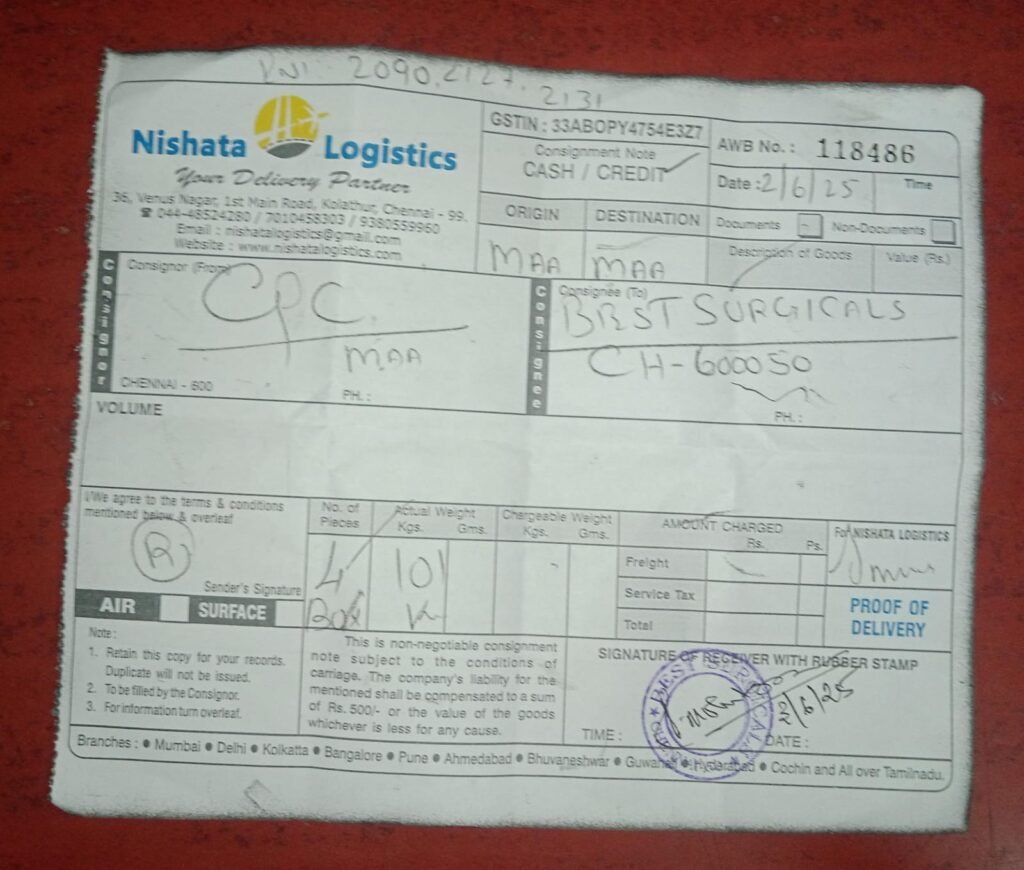 2090, 2127, 2131
Nishata Logistics
Your Delivery Partner
36, Venus Nagar, 1st Main Road, Kolathur, Chennai - 99.
☎ 044-48524280 / 7010458303 / 9380559960
Email : nishatalogistics@gmail.com
Website : www.nishatalogistics.com
GSTIN : 33ABOPY4754E3Z7
Consignment Note
CASH / CREDIT
AWB No. : 118486
Date : 2/6/25 Time
ORIGIN DESTINATION
MAA MAA
Documents Non-Documents
Description of Goods Value (Rs.)
Consignor
Consignor (From)
CPC
MAA
CHENNAI - 600 PH. :
Consignee
Consignee (To)
BEST SURGICALS
CH-600050
PH. :
VOLUME
I/We agree to the terms & conditions
mentioned below & overleaf
R
Sender's Signature
AIR SURFACE
No. of Pieces
4
Box
Actual Weight
Kgs. Gms.
101
K
Chargeable Weight
Kgs. Gms.
AMOUNT CHARGED
Rs. Ps.
Freight
Service Tax
Total
For NISHATA LOGISTICS
PROOF OF
DELIVERY
Note :
1. Retain this copy for your records.
Duplicate will not be issued.
2. To be filled by the Consignor.
3. For information turn overleaf.
This is non-negotiable consignment
note subject to the conditions of
carriage. The company's liability for the
mentioned shall be compensated to a sum
of Rs. 500/- or the value of the goods
whichever is less for any cause.
SIGNATURE OF RECEIVER WITH RUBBER STAMP
BEST SURGICALS
2/6/25
TIME : DATE :
Branches : ● Mumbai ● Delhi ● Kolkatta ● Bangalore ● Pune ● Ahmedabad ● Bhuvaneshwar ● Guwahati ● Hyderabad ● Cochin and All over Tamilnadu.